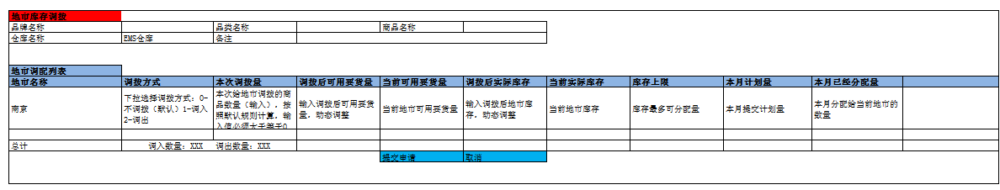 地市库存调拨
品牌名称 品类名称 商品名称
仓库名称 EMS仓库 备注
地市调配列表
地市名称 调拨方式 本次调拨量 调拨后可用要货量 当前可用要货量 调拨后实际库存 当前实际库存 库存上限 本月计划量 本月已经分配量
南京
下拉选择调拨方式：0-
不调拨（默认）1-调入
2-调出
本次给地市调拨的商
品数量（输入），按
照默认规则计算，输
入值必须大于等于0
输入调拨后可用要货
量，动态调整
当前地市可用要货量
输入调拨后地市库
存，动态调整
当前地市库存
库存最多可分配量
本月提交计划量
本月分配给当前地市的
数量
总计 调入数量：XXX 调出数量：XXX
提交申请 取消